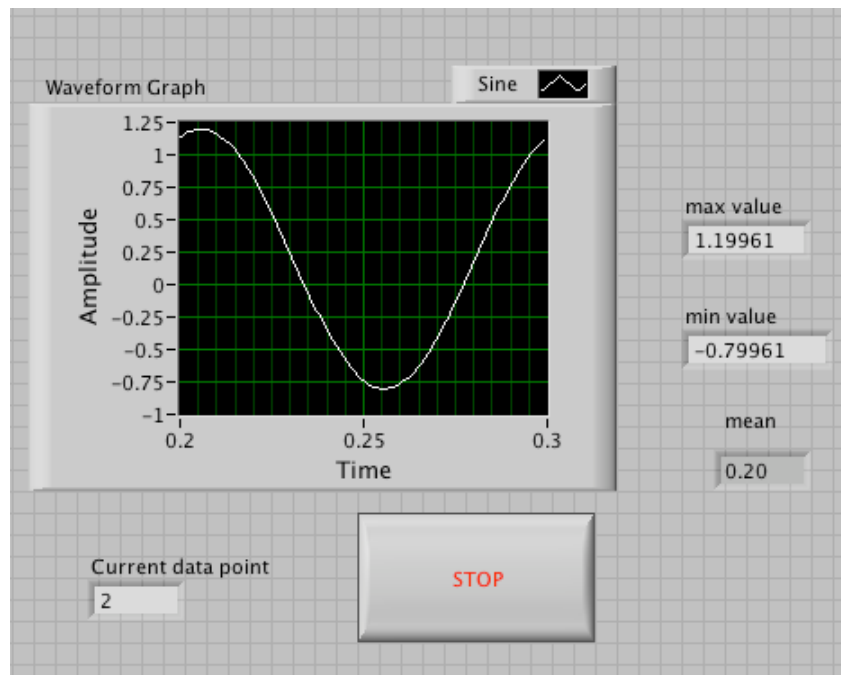 Waveform Graph
Sine
1.25
1
0.75
0.5
0.25
0
-0.25
-0.5
-0.75
-1
Amplitude
0.2 0.25 0.3
Time
max value
1.19961
min value
-0.79961
mean
0.20
Current data point
2
STOP